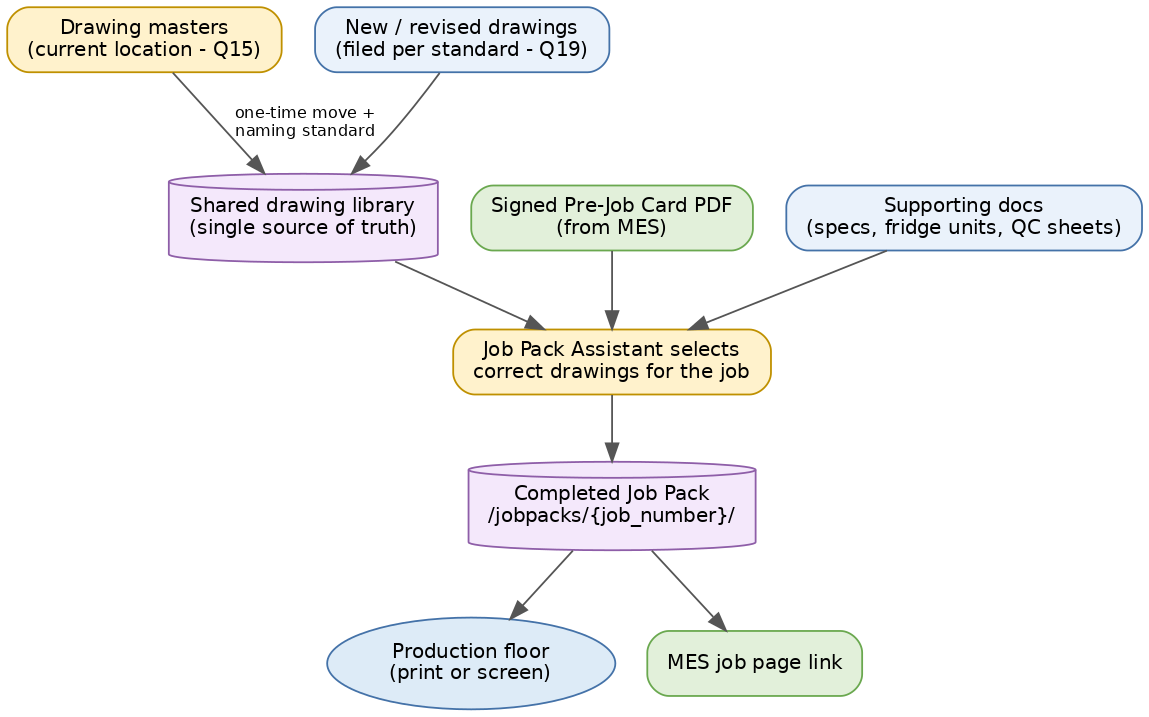 Drawing masters
(current location - Q15)
New / revised drawings
(filed per standard - Q19)
one-time move +
naming standard
Shared drawing library
(single source of truth)
Signed Pre-Job Card PDF
(from MES)
Supporting docs
(specs, fridge units, QC sheets)
Job Pack Assistant selects
correct drawings for the job
Completed Job Pack
/jobpacks/{job_number}/
Production floor
(print or screen)
MES job page link